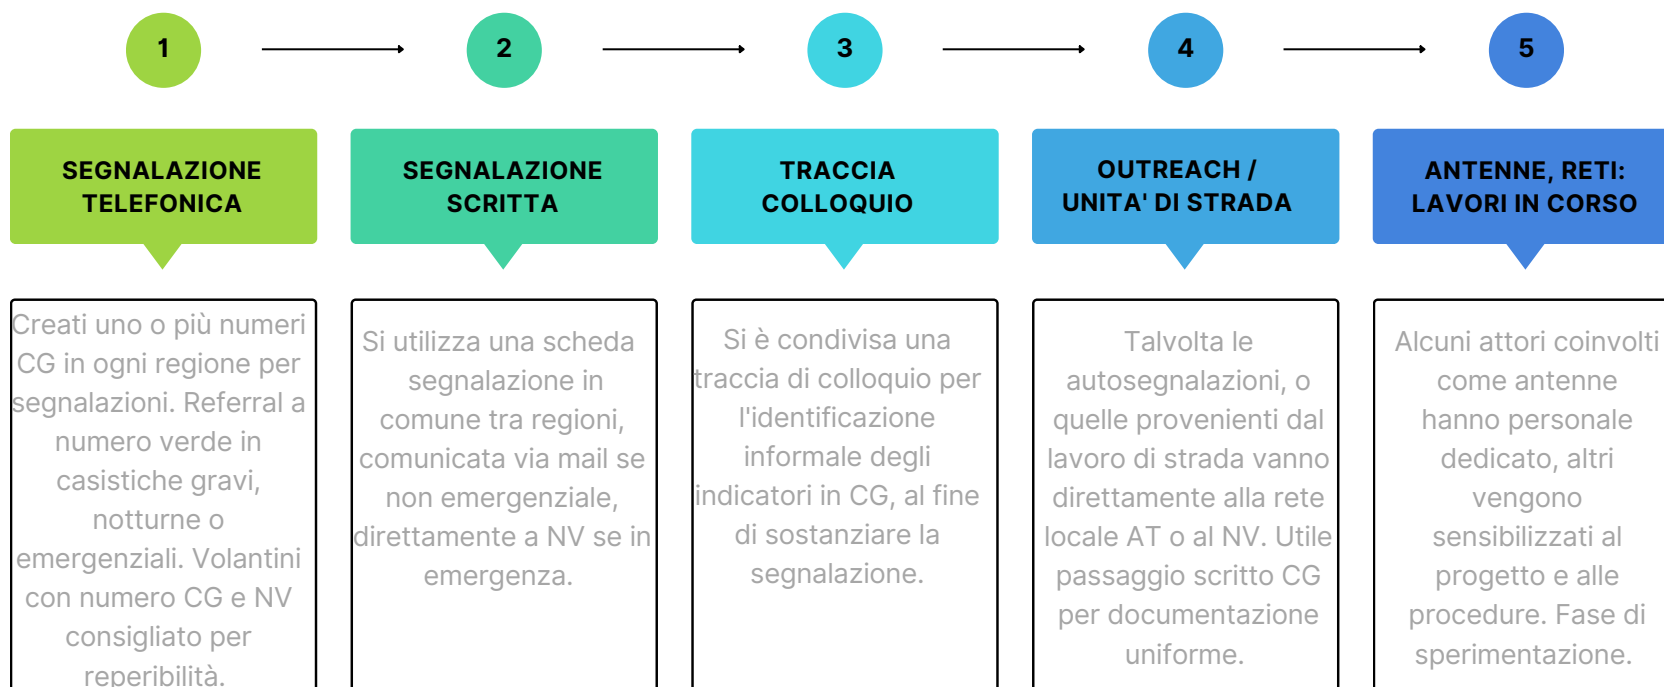 1
2
3
4
5
SEGNALAZIONE
TELEFONICA
SEGNALAZIONE
SCRITTA
TRACCIA
COLLOQUIO
OUTREACH /
UNITA' DI STRADA
ANTENNE, RETI:
LAVORI IN CORSO
Creati uno o più numeri
CG in ogni regione per
segnalazioni. Referral a
numero verde in
casistiche gravi,
notturne o
emergenziali. Volantini
con numero CG e NV
consigliato per
reperibilità.
Si utilizza una scheda
segnalazione in
comune tra regioni,
comunicata via mail se
non emergenziale,
direttamente a NV se in
emergenza.
Si è condivisa una
traccia di colloquio per
l'identificazione
informale degli
indicatori in CG, al fine
di sostanziare la
segnalazione.
Talvolta le
autosegnalazioni, o
quelle provenienti dal
lavoro di strada vanno
direttamente alla rete
locale AT o al NV. Utile
passaggio scritto CG
per documentazione
uniforme.
Alcuni attori coinvolti
come antenne
hanno personale
dedicato, altri
vengono
sensibilizzati al
progetto e alle
procedure. Fase di
sperimentazione.